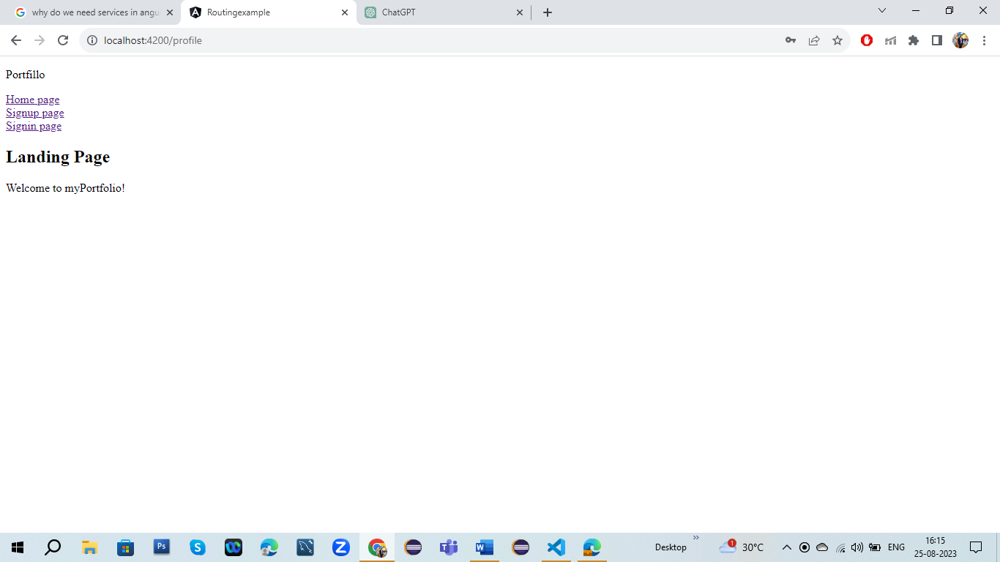 why do we need services in angu
Routingexample
ChatGPT
localhost:4200/profile
Portfillo
Home page
Signup page
Signin page
Landing Page
Welcome to myPortfolio!
Ps
Desktop
1
30°C
ENG
16:15
25-08-2023